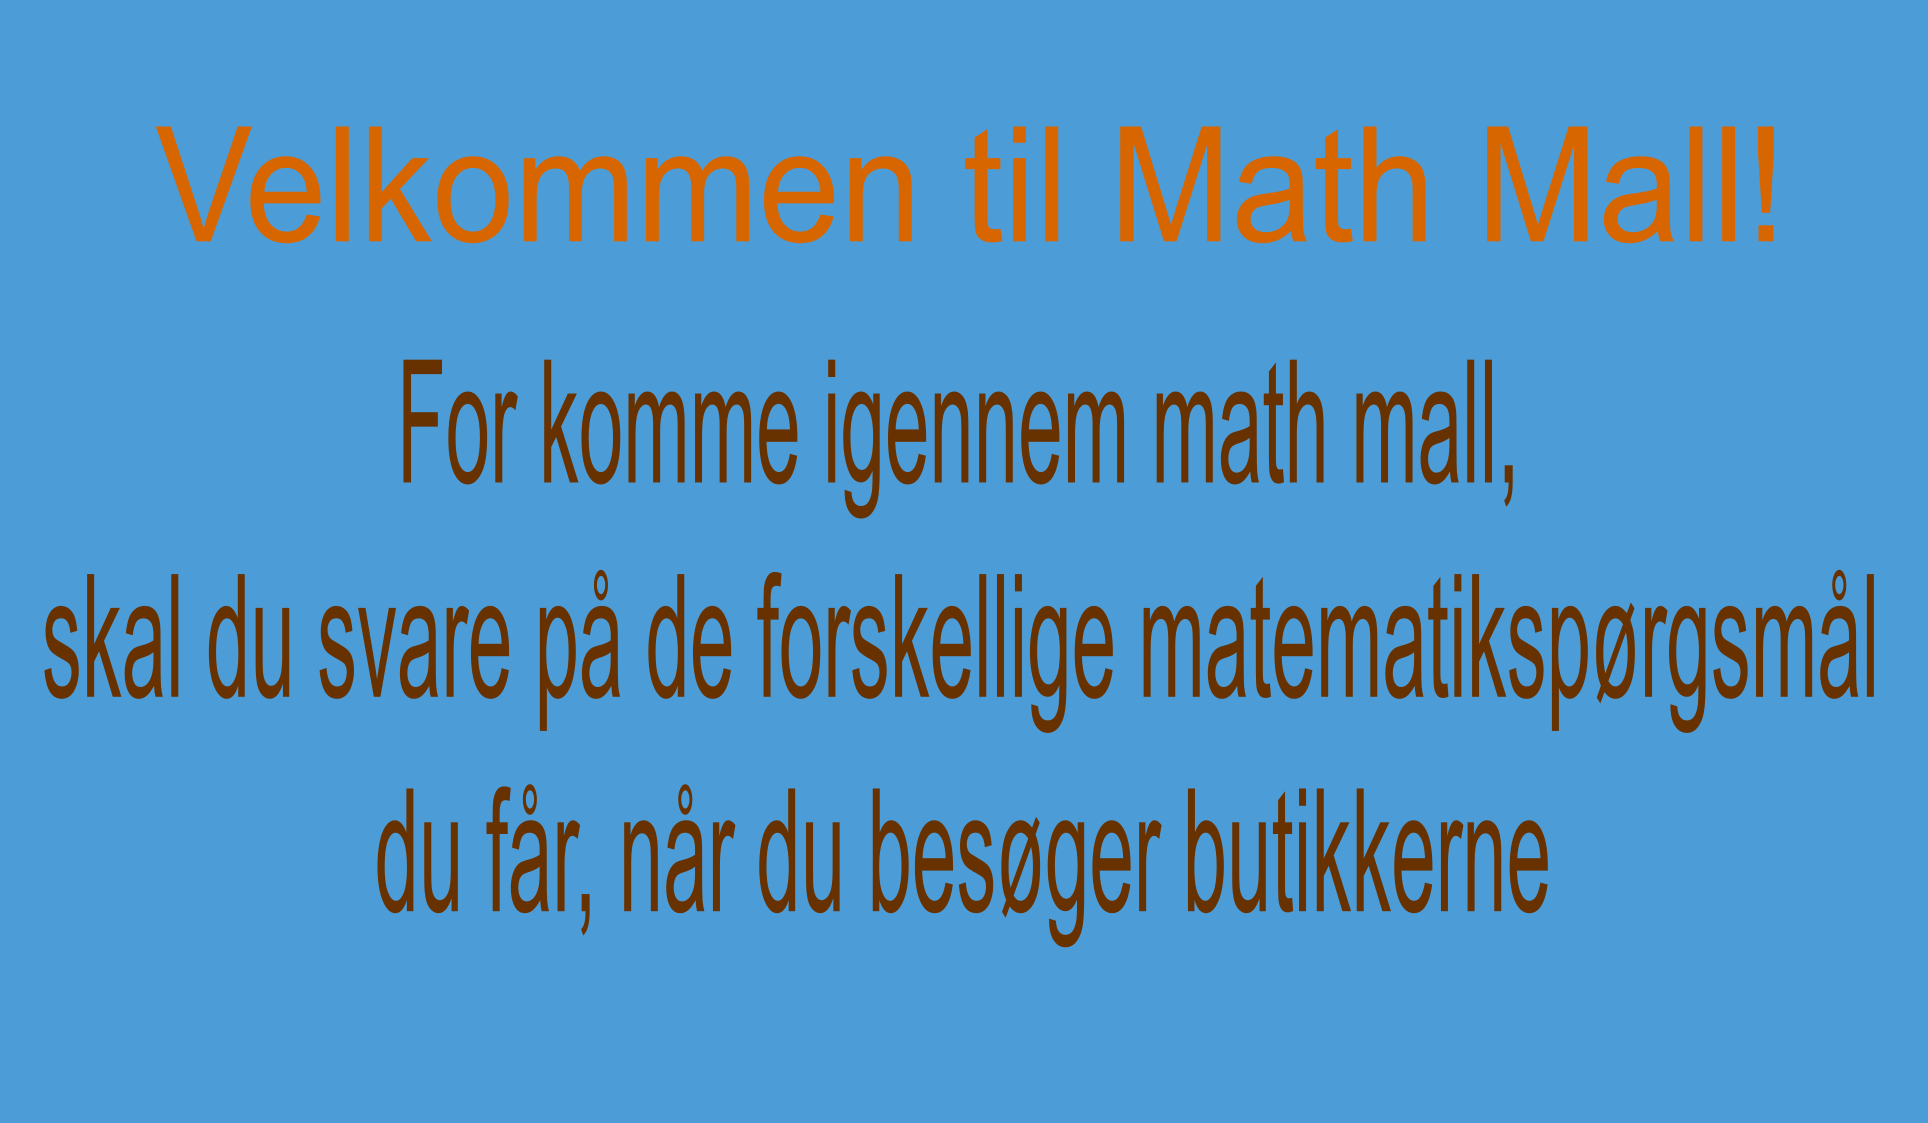 Velkommen til Math Mall!
For komme igennem math mall,
skal du svare på de forskellige matematikspørgsmål
du får, når du besøger butikkerne